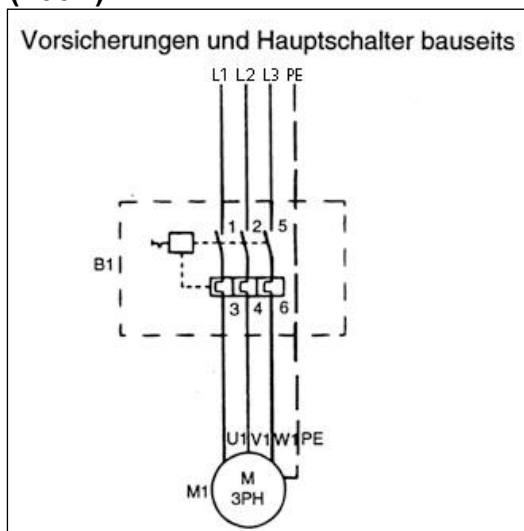 Vorsicherungen und Hauptschalter bauseits
L1 L2 L3 PE
1 2 5
B1
3 4 6
U1 V1 W1 PE
M1
M
3PH